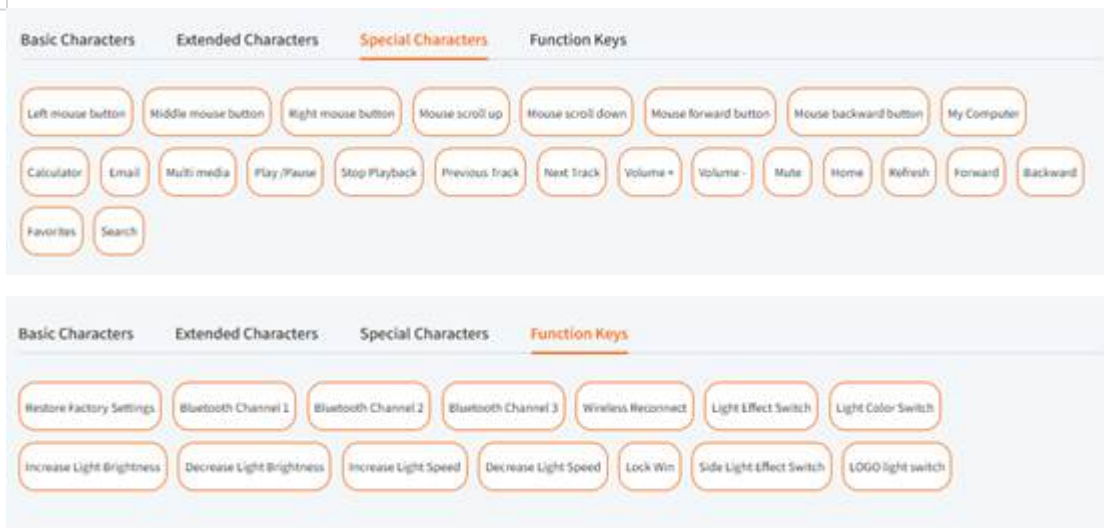 Basic Characters Extended Characters Special Characters Function Keys
Left mouse button Middle mouse button Right mouse button Mouse scroll up Mouse scroll down Mouse forward button Mouse backward button My Computer
Calculator Email Multi media Play /Pause Stop Playback Previous Track Next Track Volume + Volume - Mute Home Refresh Forward Backward
Favorites Search
Basic Characters Extended Characters Special Characters Function Keys
Restore Factory Settings Bluetooth Channel 1 Bluetooth Channel 2 Bluetooth Channel 3 Wireless Reconnect Light Effect Switch Light Color Switch
Increase Light Brightness Decrease Light Brightness Increase Light Speed Decrease Light Speed Lock Win Side Light Effect Switch LOGO light switch